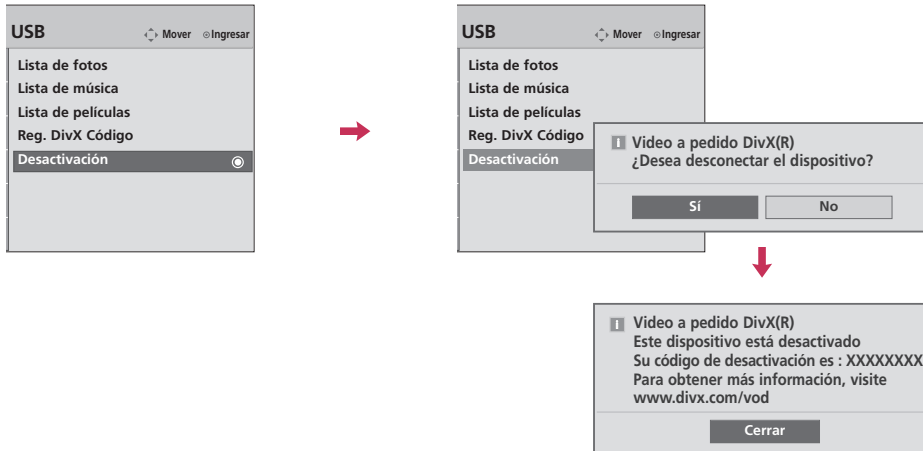 USB Mover Ingresar
Lista de fotos
Lista de música
Lista de películas
Reg. DivX Código
Desactivación
USB Mover Ingresar
Lista de fotos
Lista de música
Lista de películas
Reg. DivX Código
Desactivación
i Video a pedido DivX(R)
¿Desea desconectar el dispositivo?
Sí No
i Video a pedido DivX(R)
Este dispositivo está desactivado
Su código de desactivación es : XXXXXXXX
Para obtener más información, visite
www.divx.com/vod
Cerrar